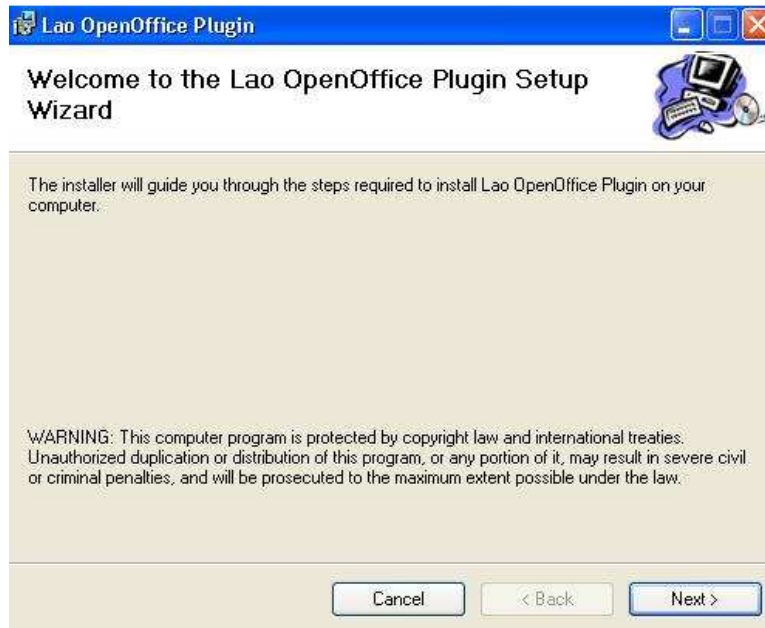 Lao OpenOffice Plugin
Welcome to the Lao OpenOffice Plugin Setup
Wizard
The installer will guide you through the steps required to install Lao OpenOffice Plugin on your
computer.
WARNING: This computer program is protected by copyright law and international treaties.
Unauthorized duplication or distribution of this program, or any portion of it, may result in severe civil
or criminal penalties, and will be prosecuted to the maximum extent possible under the law.
Cancel
< Back
Next >